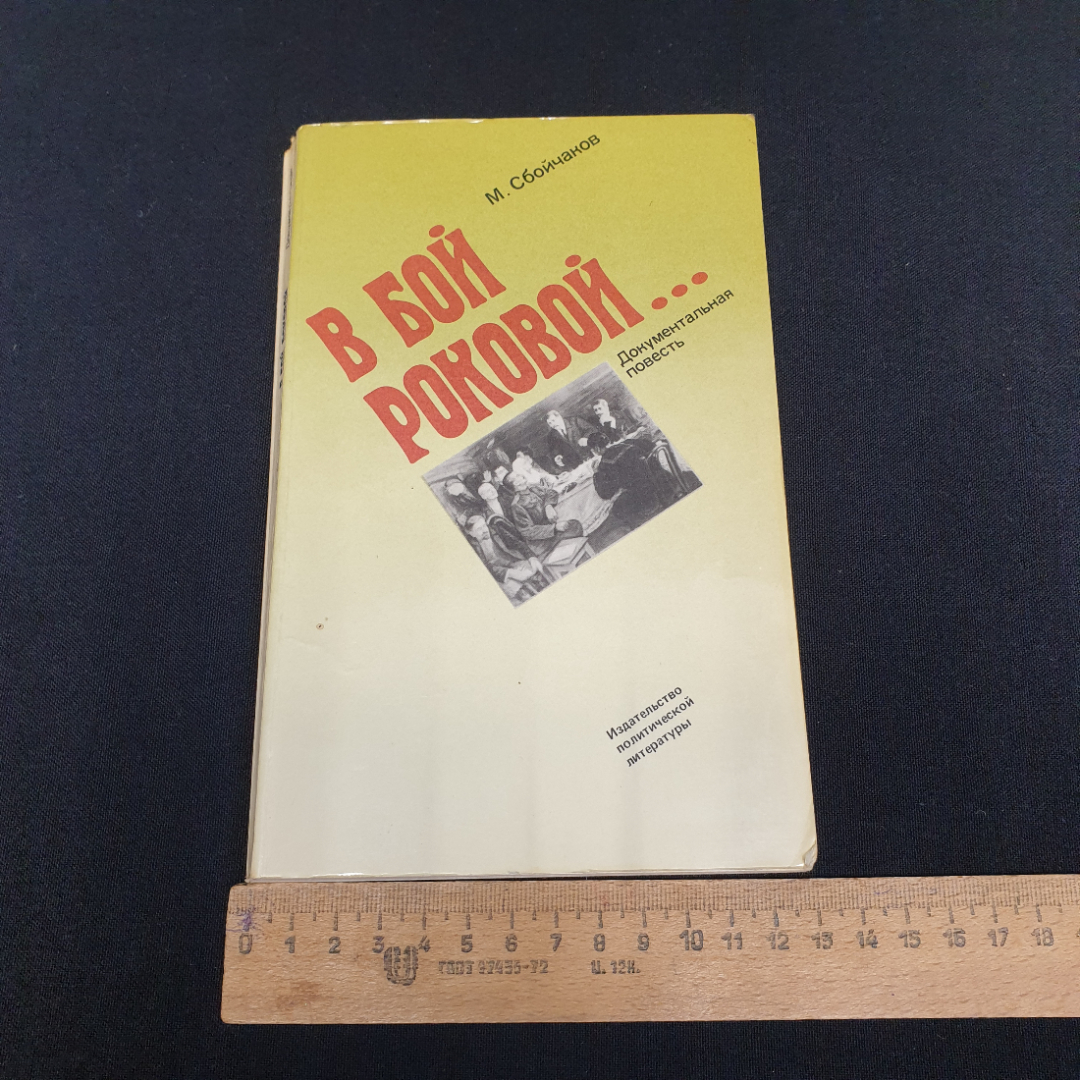 М. Сбойчаков
В БОЙ
РОКОВОЙ...
Документальная
повесть
Издательство
политической
литературы
0 1 2 3 4 5 6 7 8 9 10 11 12 13 14 15 16 17 18
Ц. 12к.